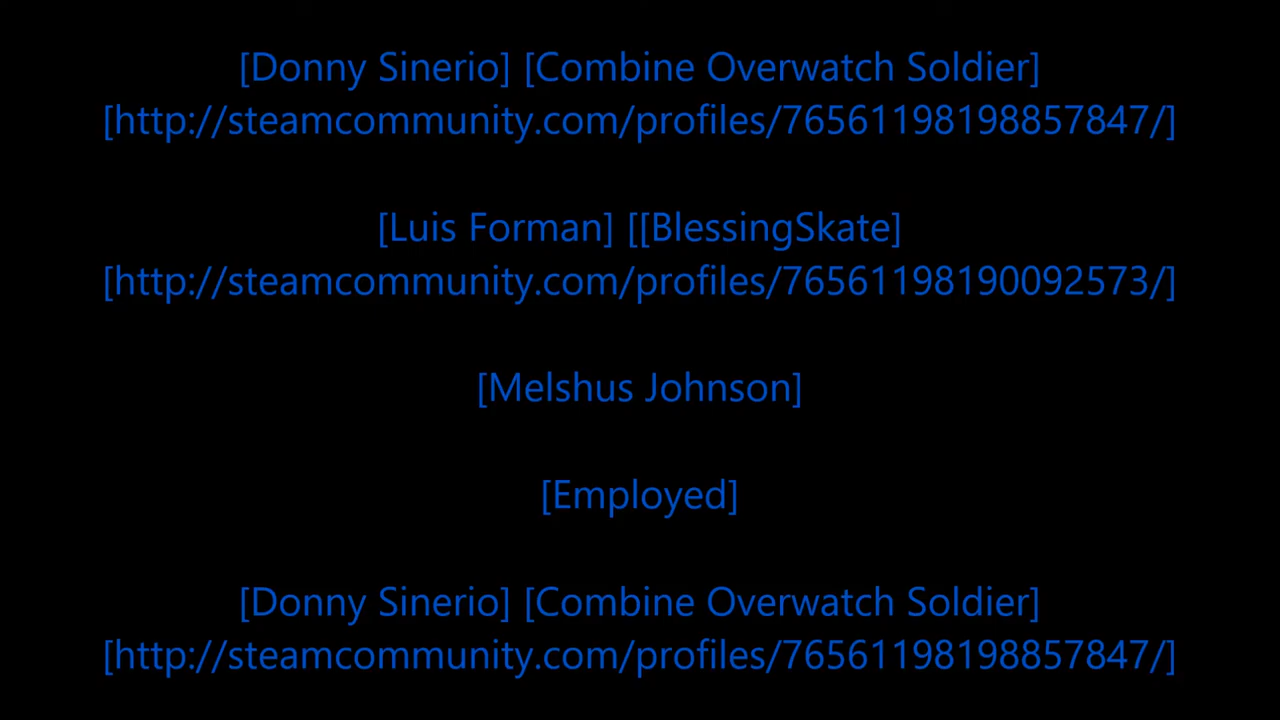 [Donny Sinerio] [Combine Overwatch Soldier]
[http://steamcommunity.com/profiles/76561198198857847/]
[Luis Forman] [[BlessingSkate]
[http://steamcommunity.com/profiles/76561198190092573/]
[Melshus Johnson]
[Employed]
[Donny Sinerio] [Combine Overwatch Soldier]
[http://steamcommunity.com/profiles/76561198198857847/]